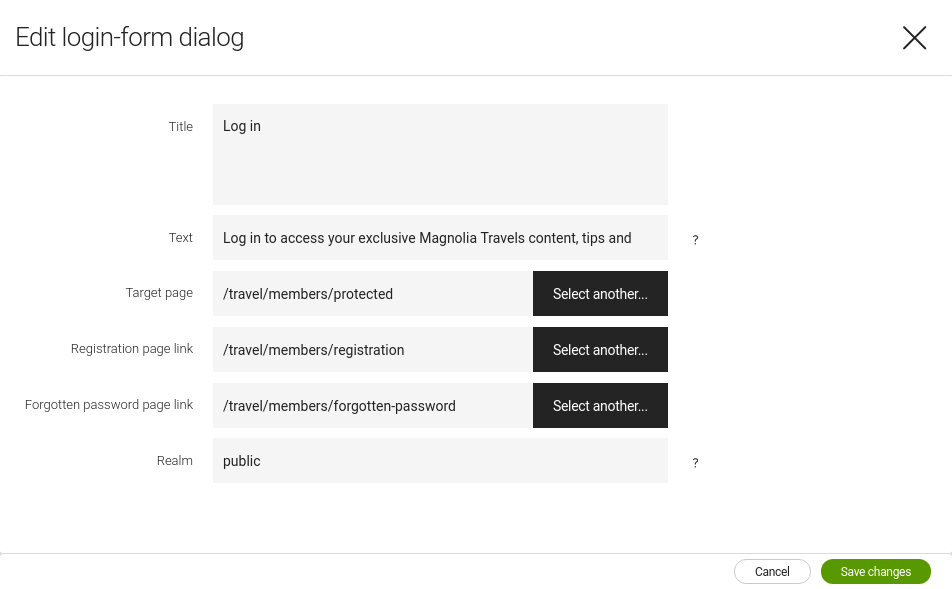 Edit login-form dialog
Title
Log in
Text
Log in to access your exclusive Magnolia Travels content, tips and
?
Target page
/travel/members/protected
Select another...
Registration page link
/travel/members/registration
Select another...
Forgotten password page link
/travel/members/forgotten-password
Select another...
Realm
public
?
Cancel
Save changes